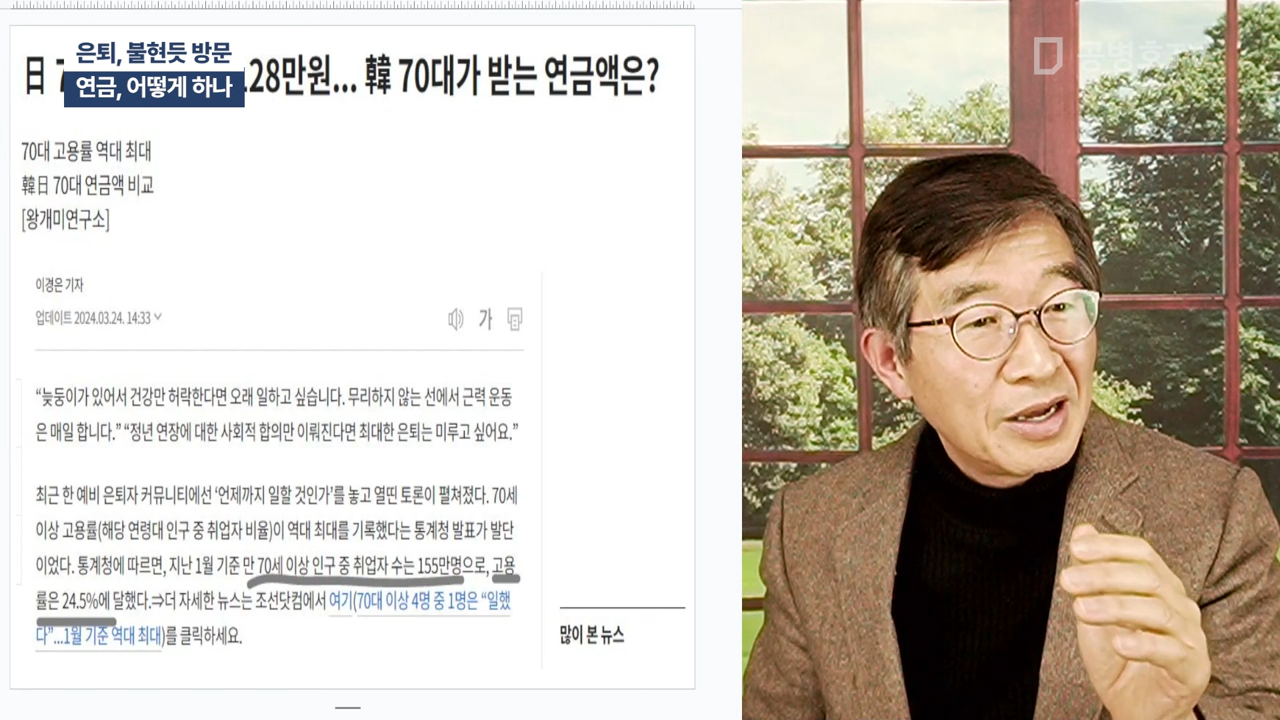 은퇴, 불현듯 방문
연금, 어떻게 하나
日 7 .28만원... 韓 70대가 받는 연금액은?
70대 고용률 역대 최대
韓日 70대 연금액 비교
[왕개미연구소]
이경은 기자
업데이트 2024.03.24. 14:33
가
“늦둥이가 있어서 건강만 허락한다면 오래 일하고 싶습니다. 무리하지 않는 선에서 근력 운동
은 매일 합니다.” “정년 연장에 대한 사회적 합의만 이뤄진다면 최대한 은퇴는 미루고 싶어요.”
최근 한 예비 은퇴자 커뮤니티에선 ‘언제까지 일할 것인가’를 놓고 열띤 토론이 펼쳐졌다. 70세
이상 고용률(해당 연령대 인구 중 취업자 비율)이 역대 최대를 기록했다는 통계청 발표가 발단
이었다. 통계청에 따르면, 지난 1월 기준 만 70세 이상 인구 중 취업자 수는 155만명으로, 고용
률은 24.5%에 달했다.⇒더 자세한 뉴스는 조선닷컴에서 여기(70대 이상 4명 중 1명은 “일했
다”...1월 기준 역대 최대)를 클릭하세요.
많이 본 뉴스
공병호